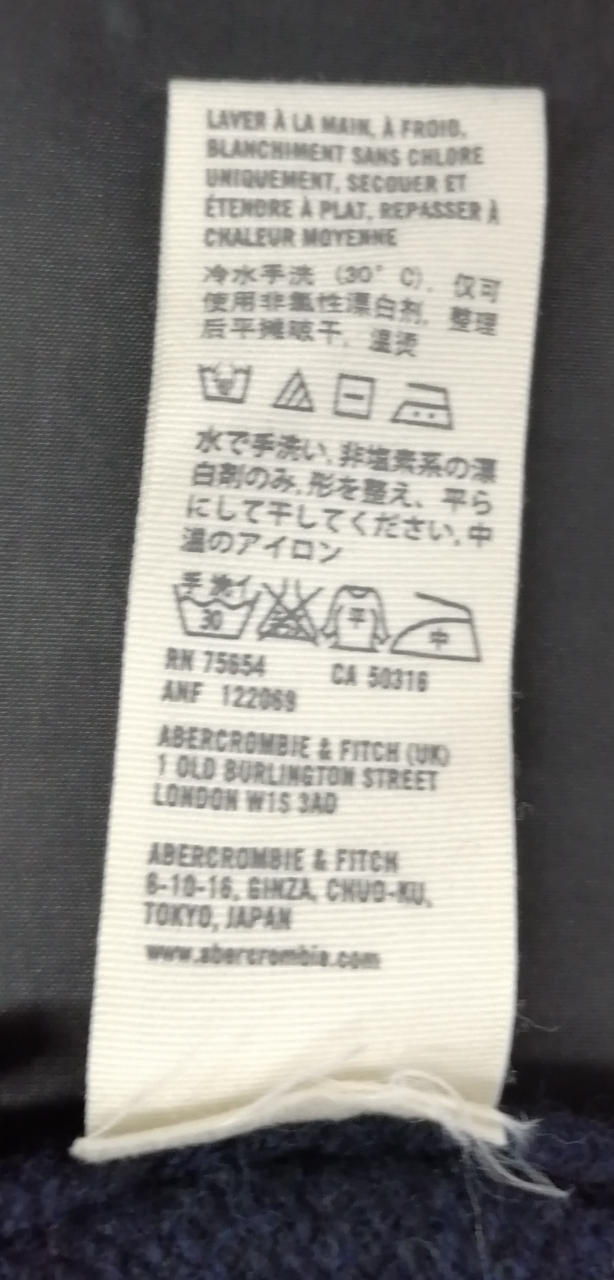 LAVER À LA MAIN, À FROID,
BLANCHIMENT SANS CHLORE
UNIQUEMENT, SECOUER ET
ÉTENDRE À PLAT, REPASSER À
CHALEUR MOYENNE
冷水手洗 (30° C), 仅可
使用非氯性漂白剂, 整理
后平摊晾干, 温烫
水で手洗い, 非塩素系の漂
白剤のみ, 形を整え、平ら
にして干してください, 中
温のアイロン
手洗イ
30 平 中
RN 75654 CA 50316
ANF 122069
ABERCROMBIE & FITCH (UK)
1 OLD BURLINGTON STREET
LONDON W1S 3AD
ABERCROMBIE & FITCH
6-10-16, GINZA, CHUO-KU,
TOKYO, JAPAN
www.abercrombie.com